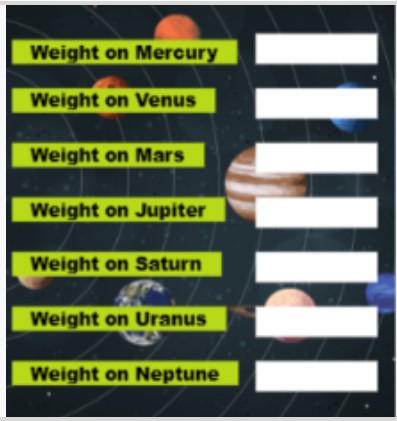 Weight on Mercury
Weight on Venus
Weight on Mars
Weight on Jupiter
Weight on Saturn
Weight on Uranus
Weight on Neptune